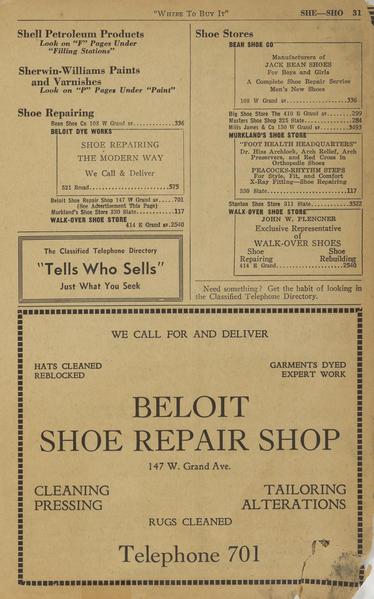 "WHERE TO BUY IT" SHE—SHO 31
Shell Petroleum Products
Look on "F" Pages Under
"Filling Stations"
Sherwin-Williams Paints
and Varnishes
Look on "P" Pages Under "Paint"
Shoe Repairing
Bean Shoe Co 108 W Grand av 336
BELOIT DYE WORKS
SHOE REPAIRING
THE MODERN WAY
We Call & Deliver
521 Broad 575
Beloit Shoe Repair Shop 147 W Grand av 701
(See Advertisement This Page)
Murkland's Shoe Store 330 State 117
WALK-OVER SHOE STORE
414 E Grand av 2540
The Classified Telephone Directory
"Tells Who Sells"
Just What You Seek
Shoe Stores
BEAN SHOE CO
Manufacturers of
JACK BEAN SHOES
For Boys and Girls
A Complete Shoe Repair Service
Men's New Shoes
108 W Grand av 336
Big Shoe Store The 419 E Grand av 299
Masters Shoe Shop 325 State 284
Mills James & Co 130 W Grand av 3493
MURKLAND'S SHOE STORE
"FOOT HEALTH HEADQUARTERS"
Dr. Hiss Archlock, Arch Relief, Arch
Preservers, and Red Cross in
Orthopedic Shoes
PEACOCKS-RHYTHM STEPS
For Style, Fit, and Comfort
X-Ray Fitting—Shoe Repairing
330 State 117
Stanton Shoe Store 311 State 3522
WALK-OVER SHOE STORE
JOHN W. PLENCNER
Exclusive Representative
of
WALK-OVER SHOES
Shoe Shoe
Repairing Rebuilding
414 E Grand 2540
Need something? Get the habit of looking in
the Classified Telephone Directory.
WE CALL FOR AND DELIVER
HATS CLEANED GARMENTS DYED
REBLOCKED EXPERT WORK
BELOIT
SHOE REPAIR SHOP
147 W. Grand Ave.
CLEANING TAILORING
PRESSING ALTERATIONS
RUGS CLEANED
Telephone 701